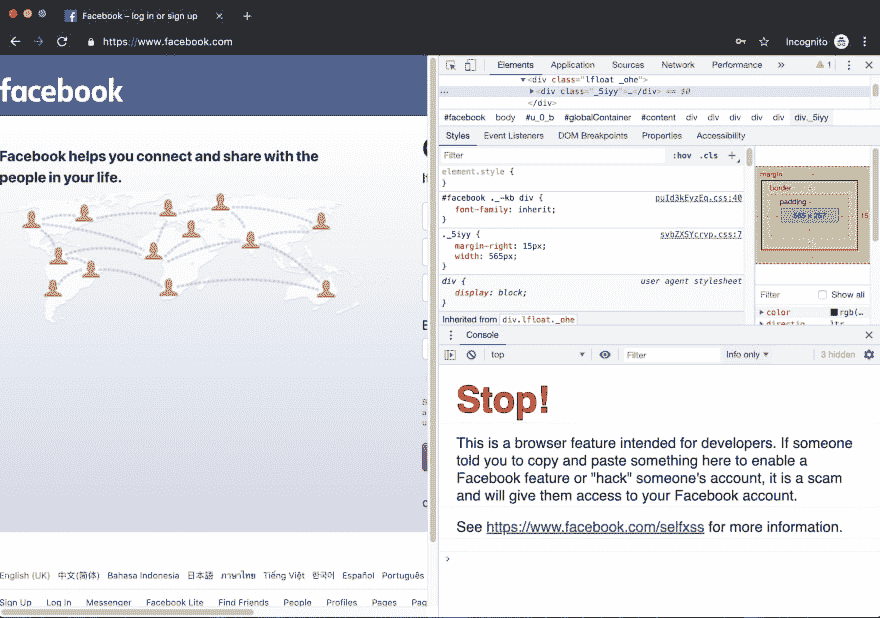 Facebook – log in or sign up
https://www.facebook.com
Incognito
facebook
Facebook helps you connect and share with the
people in your life.
English (UK) 中文(简体) Bahasa Indonesia 日本語 ภาษาไทย Tiếng Việt 한국어 Español Português
Sign Up Log In Messenger Facebook Lite Find Friends People Profiles Pages Pag
Elements Application Sources Network Performance » 1
▼<div class="lfloat _ohe">
... ▶<div class="_5iyy">…</div> == $0
</div>
#facebook body #u_0_b #globalContainer #content div div div div div div._5iyy
Styles Event Listeners DOM Breakpoints Properties Accessibility
Filter :hov .cls +
element.style {
}
#facebook ._-kb div {
puId3kEyzEq.css:40
font-family: inherit;
}
._5iyy {
svbZXSYcryp.css:7
margin-right: 15px;
width: 565px;
}
div {
user agent stylesheet
display: block;
}
Inherited from div.lfloat._ohe
margin
border
padding
15
Filter Show all
▶ color rgb(…
Console
top Filter Info only ▼ 3 hidden
Stop!
This is a browser feature intended for developers. If someone
told you to copy and paste something here to enable a
Facebook feature or "hack" someone's account, it is a scam
and will give them access to your Facebook account.
See https://www.facebook.com/selfxss for more information.
›